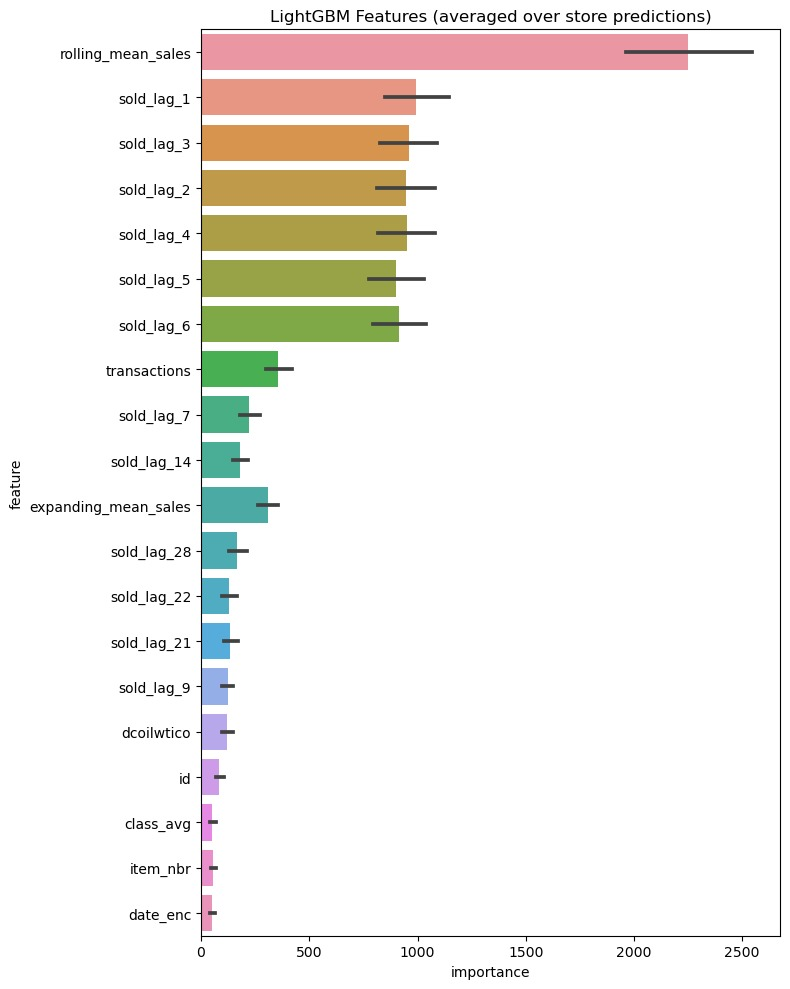 LightGBM Features (averaged over store predictions)
rolling_mean_sales
sold_lag_1
sold_lag_3
sold_lag_2
sold_lag_4
sold_lag_5
sold_lag_6
transactions
sold_lag_7
sold_lag_14
expanding_mean_sales
sold_lag_28
sold_lag_22
sold_lag_21
sold_lag_9
dcoilwtico
id
class_avg
item_nbr
date_enc
feature
0 500 1000 1500 2000 2500
importance